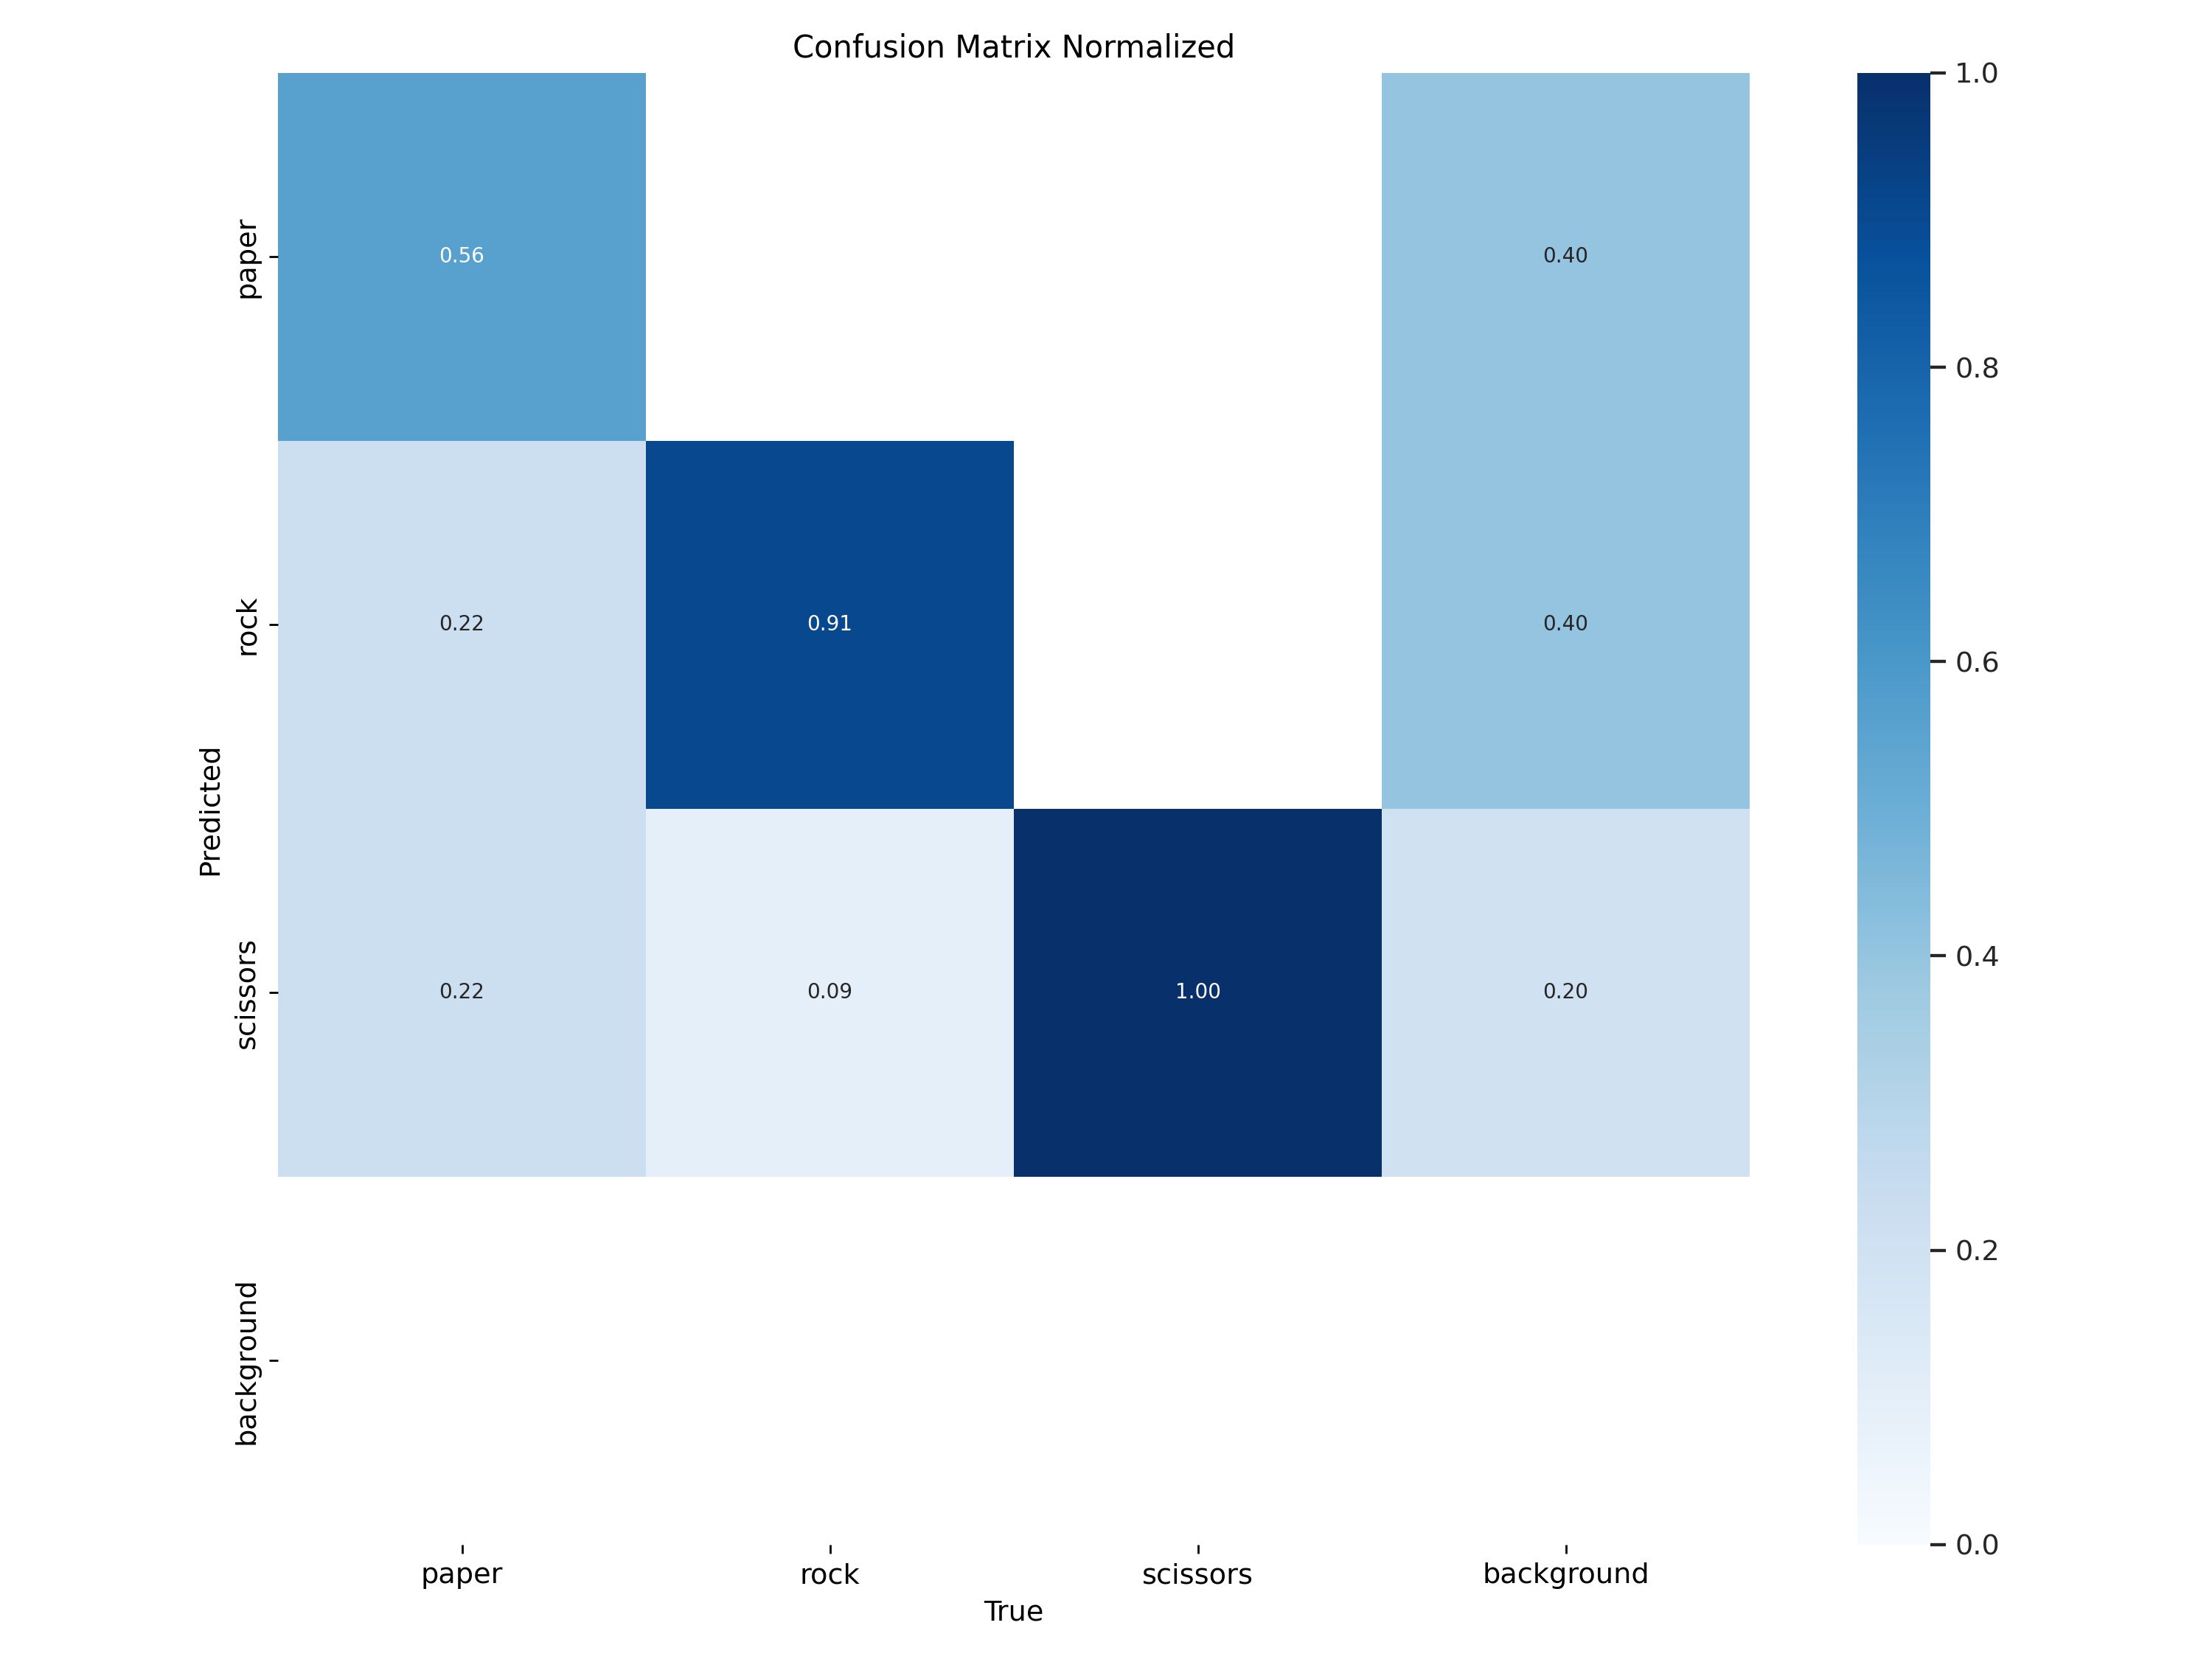 Confusion Matrix Normalized
paper
0.56
0.40
rock
0.22
0.91
0.40
scissors
0.22
0.09
1.00
0.20
background
Predicted
paper
rock
scissors
background
True
1.0
0.8
0.6
0.4
0.2
0.0